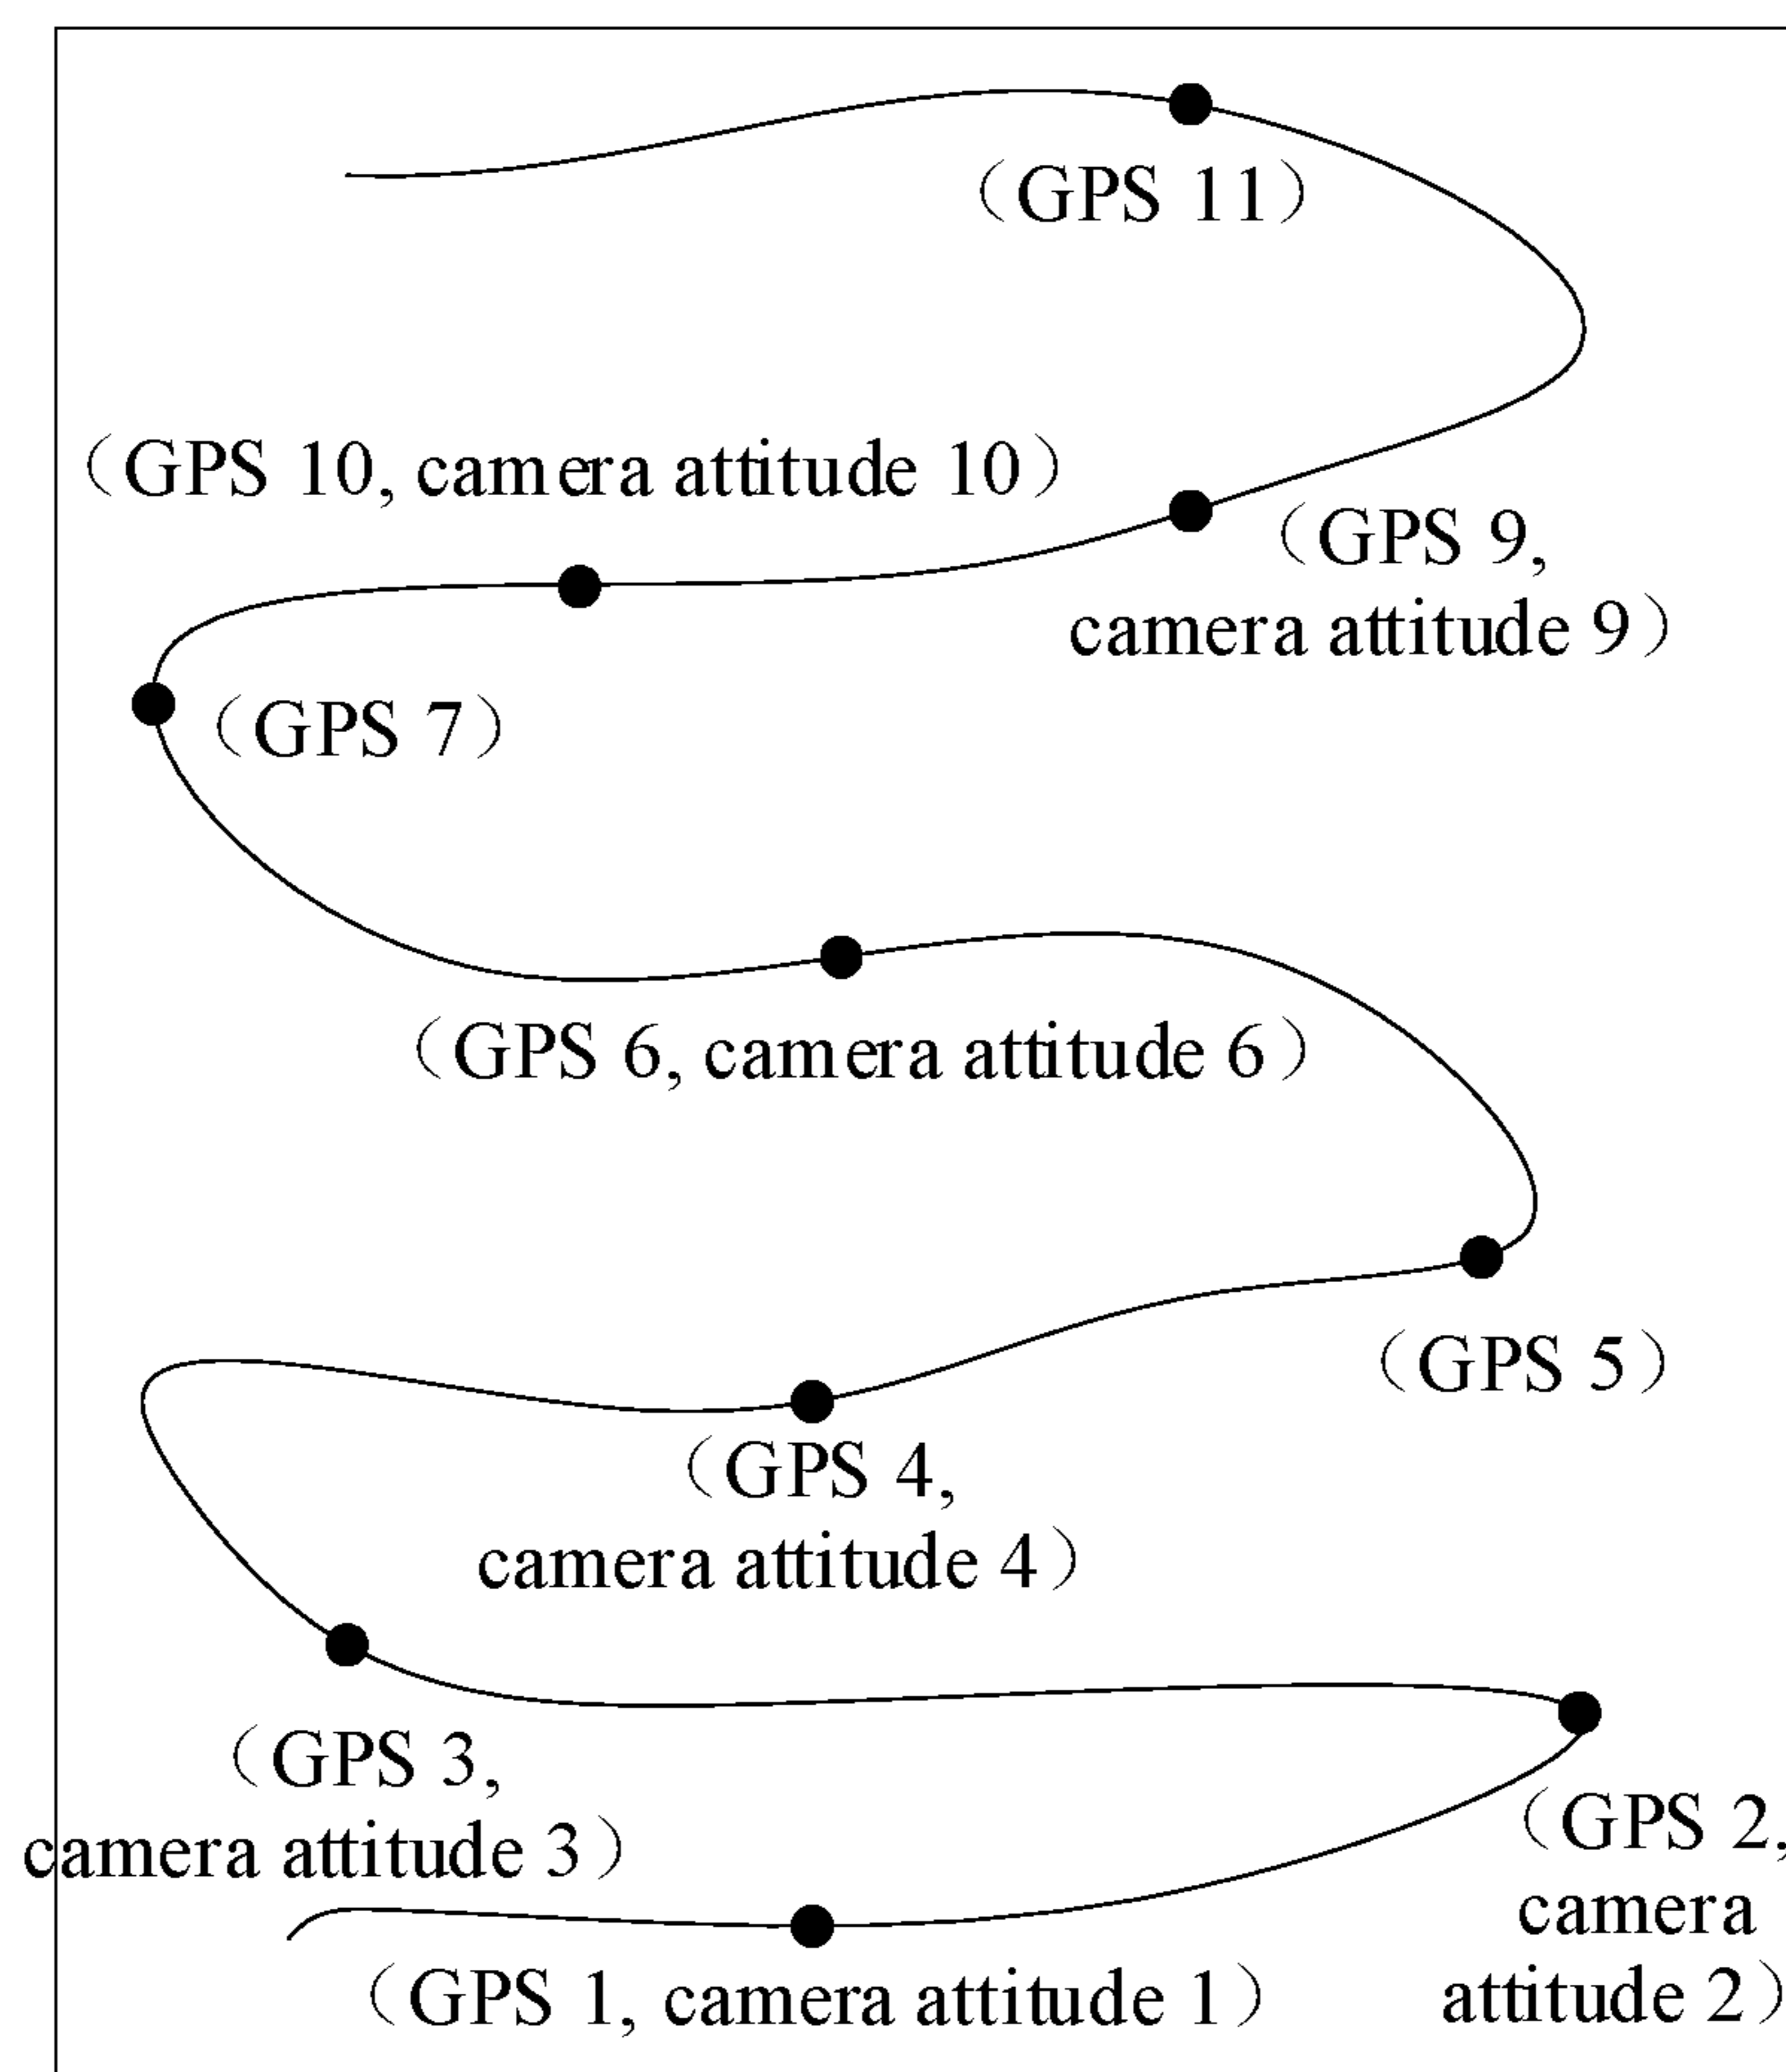 （GPS 11）
（GPS 10, camera attitude 10）
（GPS 9,
camera attitude 9）
（GPS 7）
（GPS 6, camera attitude 6）
（GPS 5）
（GPS 4,
camera attitude 4）
（GPS 3,
camera attitude 3）
（GPS 2,
camera
attitude 2）
（GPS 1, camera attitude 1）